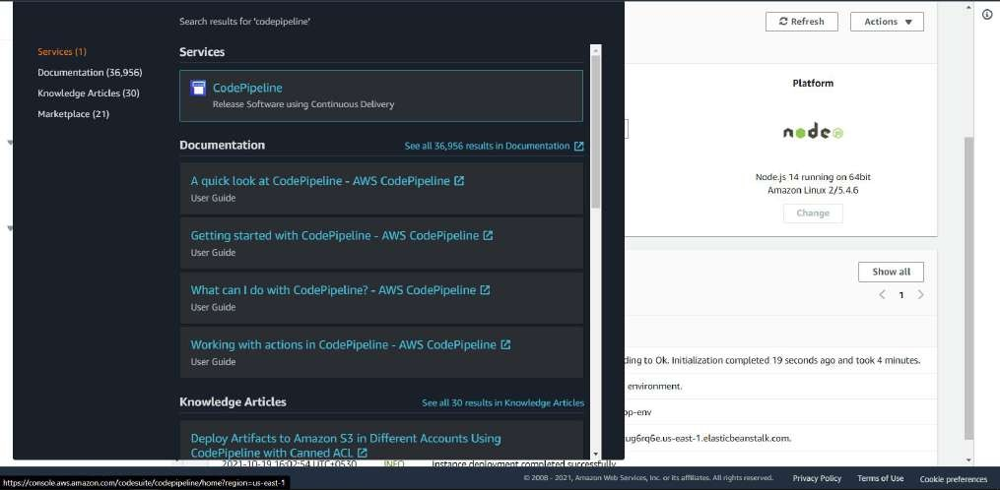 Search results for 'codepipeline'
Services (1)
Documentation (36,956)
Knowledge Articles (30)
Marketplace (21)
Services
CodePipeline
Release Software using Continuous Delivery
Documentation
See all 36,956 results in Documentation
A quick look at CodePipeline - AWS CodePipeline
User Guide
Getting started with CodePipeline - AWS CodePipeline
User Guide
What can I do with CodePipeline? - AWS CodePipeline
User Guide
Working with actions in CodePipeline - AWS CodePipeline
User Guide
Knowledge Articles
See all 30 results in Knowledge Articles
Deploy Artifacts to Amazon S3 in Different Accounts Using
CodePipeline with Canned ACL
Refresh
Actions
Platform
node
Node.js 14 running on 64bit
Amazon Linux 2/5.4.6
Change
Show all
1
ding to Ok. Initialization completed 19 seconds ago and took 4 minutes.
environment.
pp-env
ug6rq6e.us-east-1.elasticbeanstalk.com.
2021-10-19 16:02:54 UTC+0530 INFO Instance deployment completed successfully.
https://console.aws.amazon.com/codesuite/codepipeline/home?region=us-east-1
© 2008 - 2021, Amazon Web Services, Inc. or its affiliates. All rights reserved.
Privacy Policy
Terms of Use
Cookie preferences